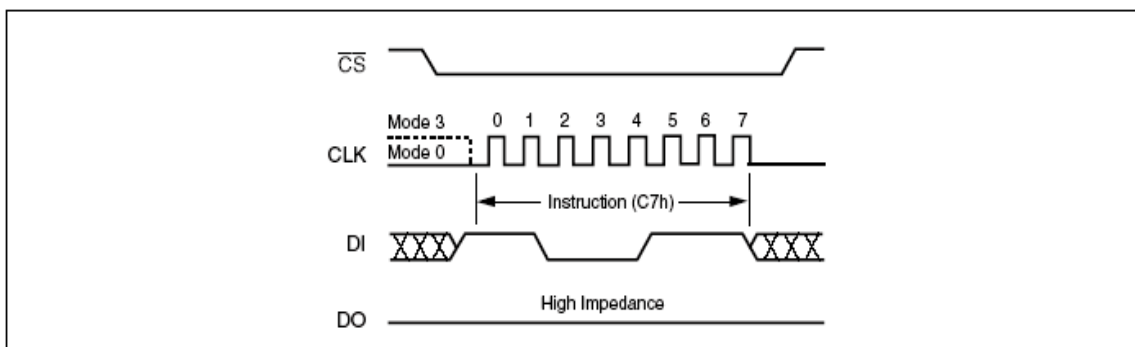 CS
Mode 3
0 1 2 3 4 5 6 7
CLK
Mode 0
Instruction (C7h)
DI
High Impedance
DO